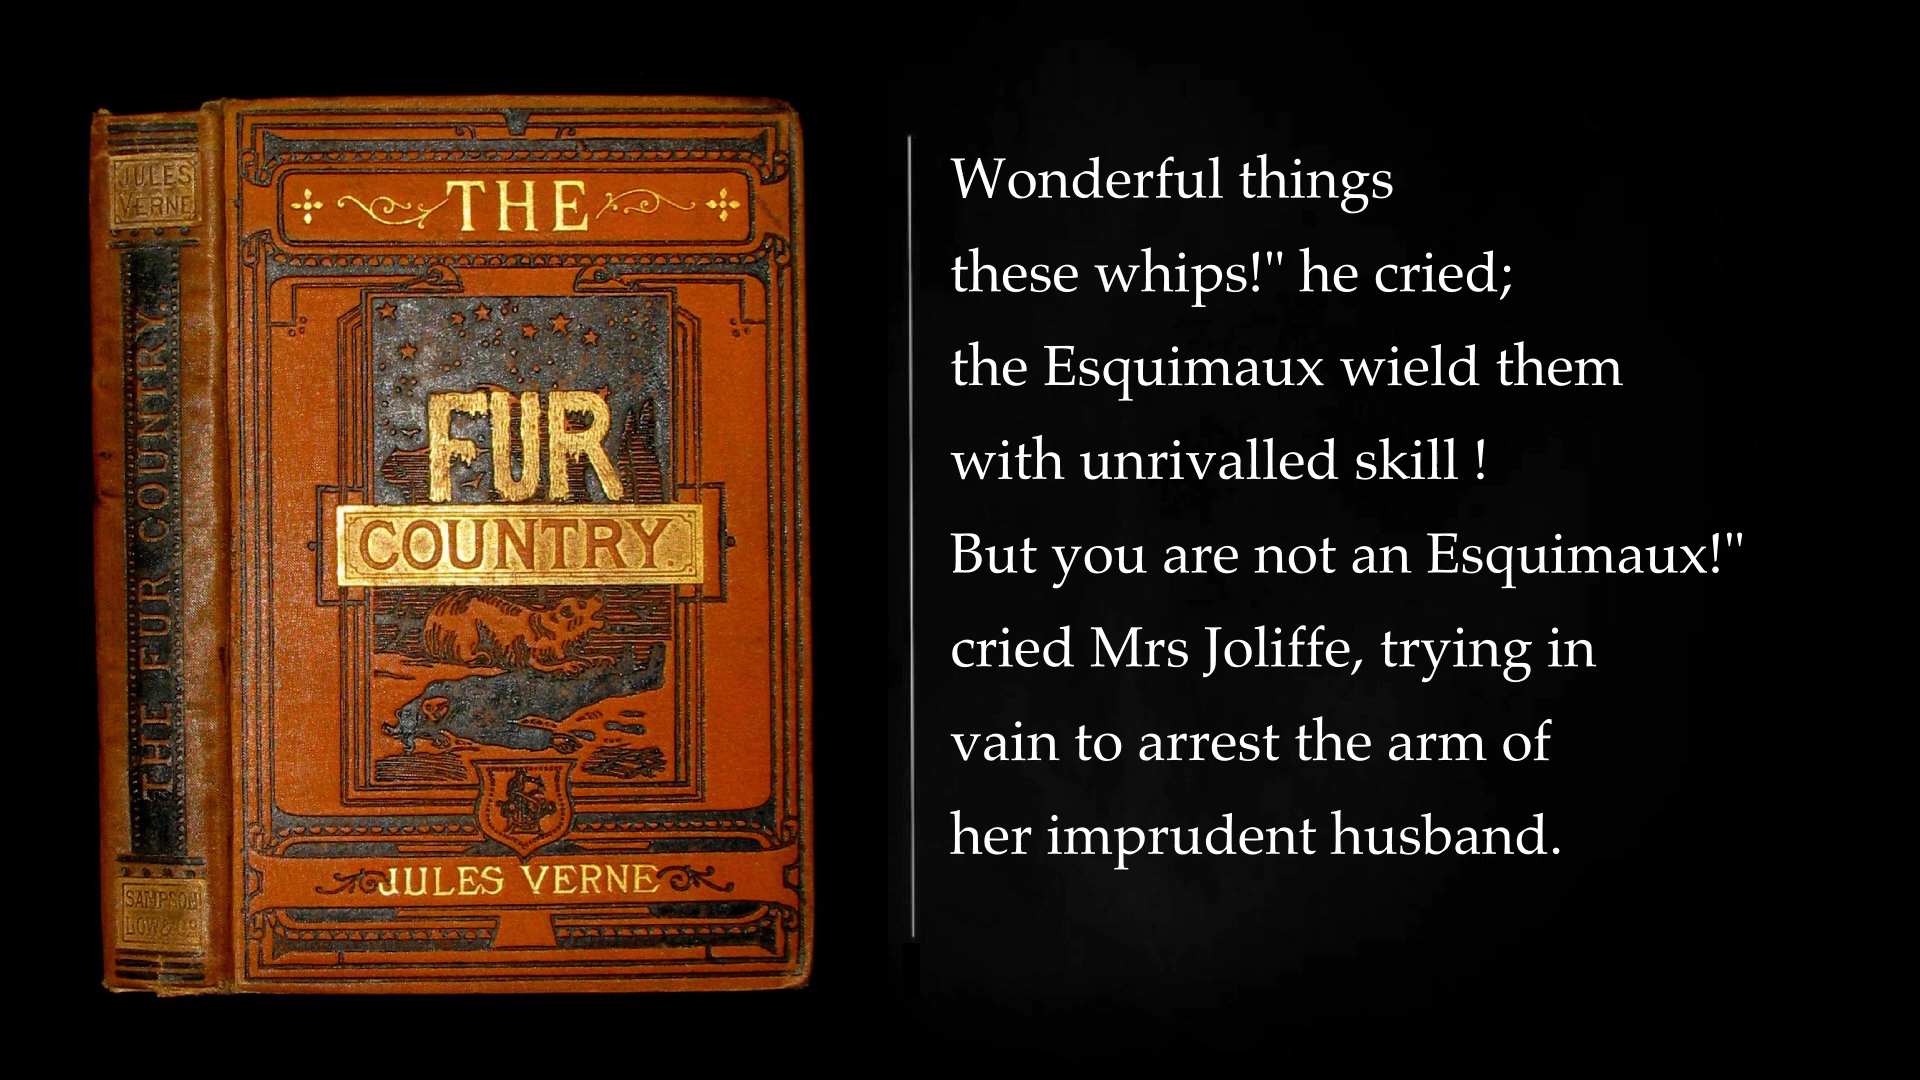 JULES
VERNE
THE FUR COUNTRY.
SAMPSON
LOW & Co
THE
FUR
COUNTRY.
JULES VERNE
Wonderful things
these whips!" he cried;
the Esquimaux wield them
with unrivalled skill !
But you are not an Esquimaux!"
cried Mrs Joliffe, trying in
vain to arrest the arm of
her imprudent husband.